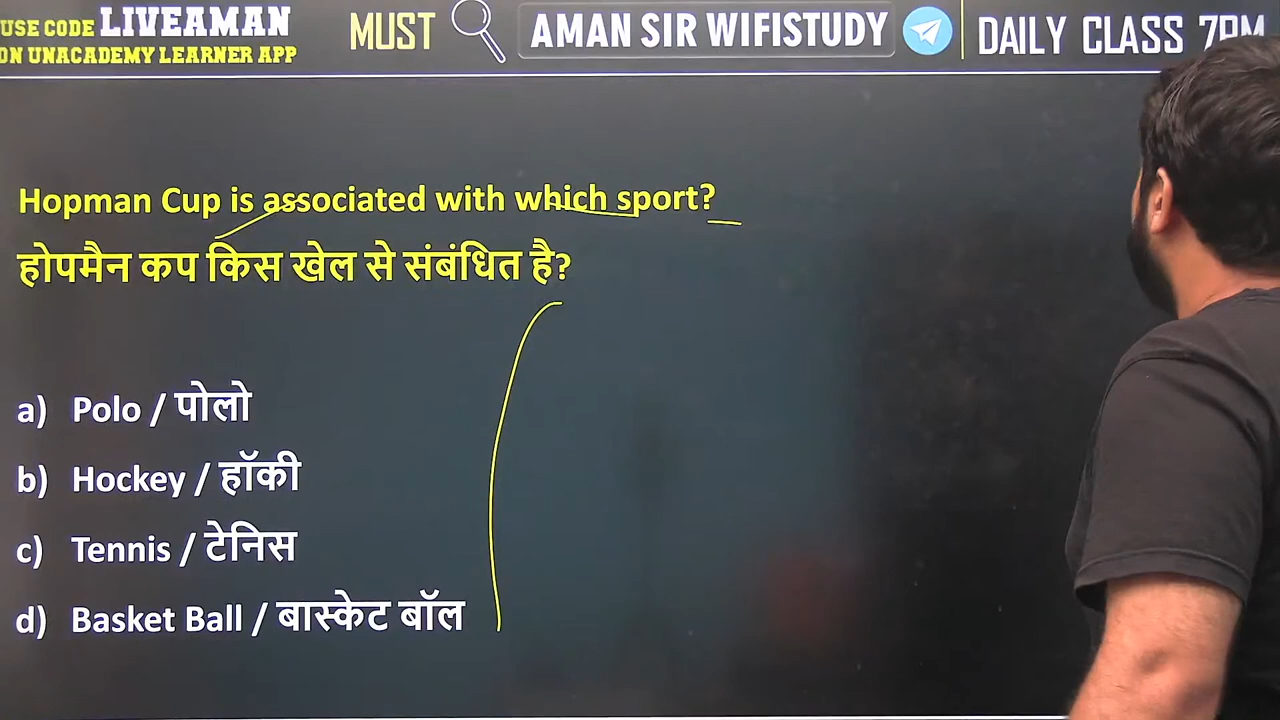 USE CODE LIVEAMAN
ON UNACADEMY LEARNER APP
MUST
AMAN SIR WIFISTUDY
DAILY CLASS 7PM
Hopman Cup is associated with which sport?
होपमैन कप किस खेल से संबंधित है?
a) Polo / पोलो
b) Hockey / हॉकी
c) Tennis / टेनिस
d) Basket Ball / बास्केट बॉल